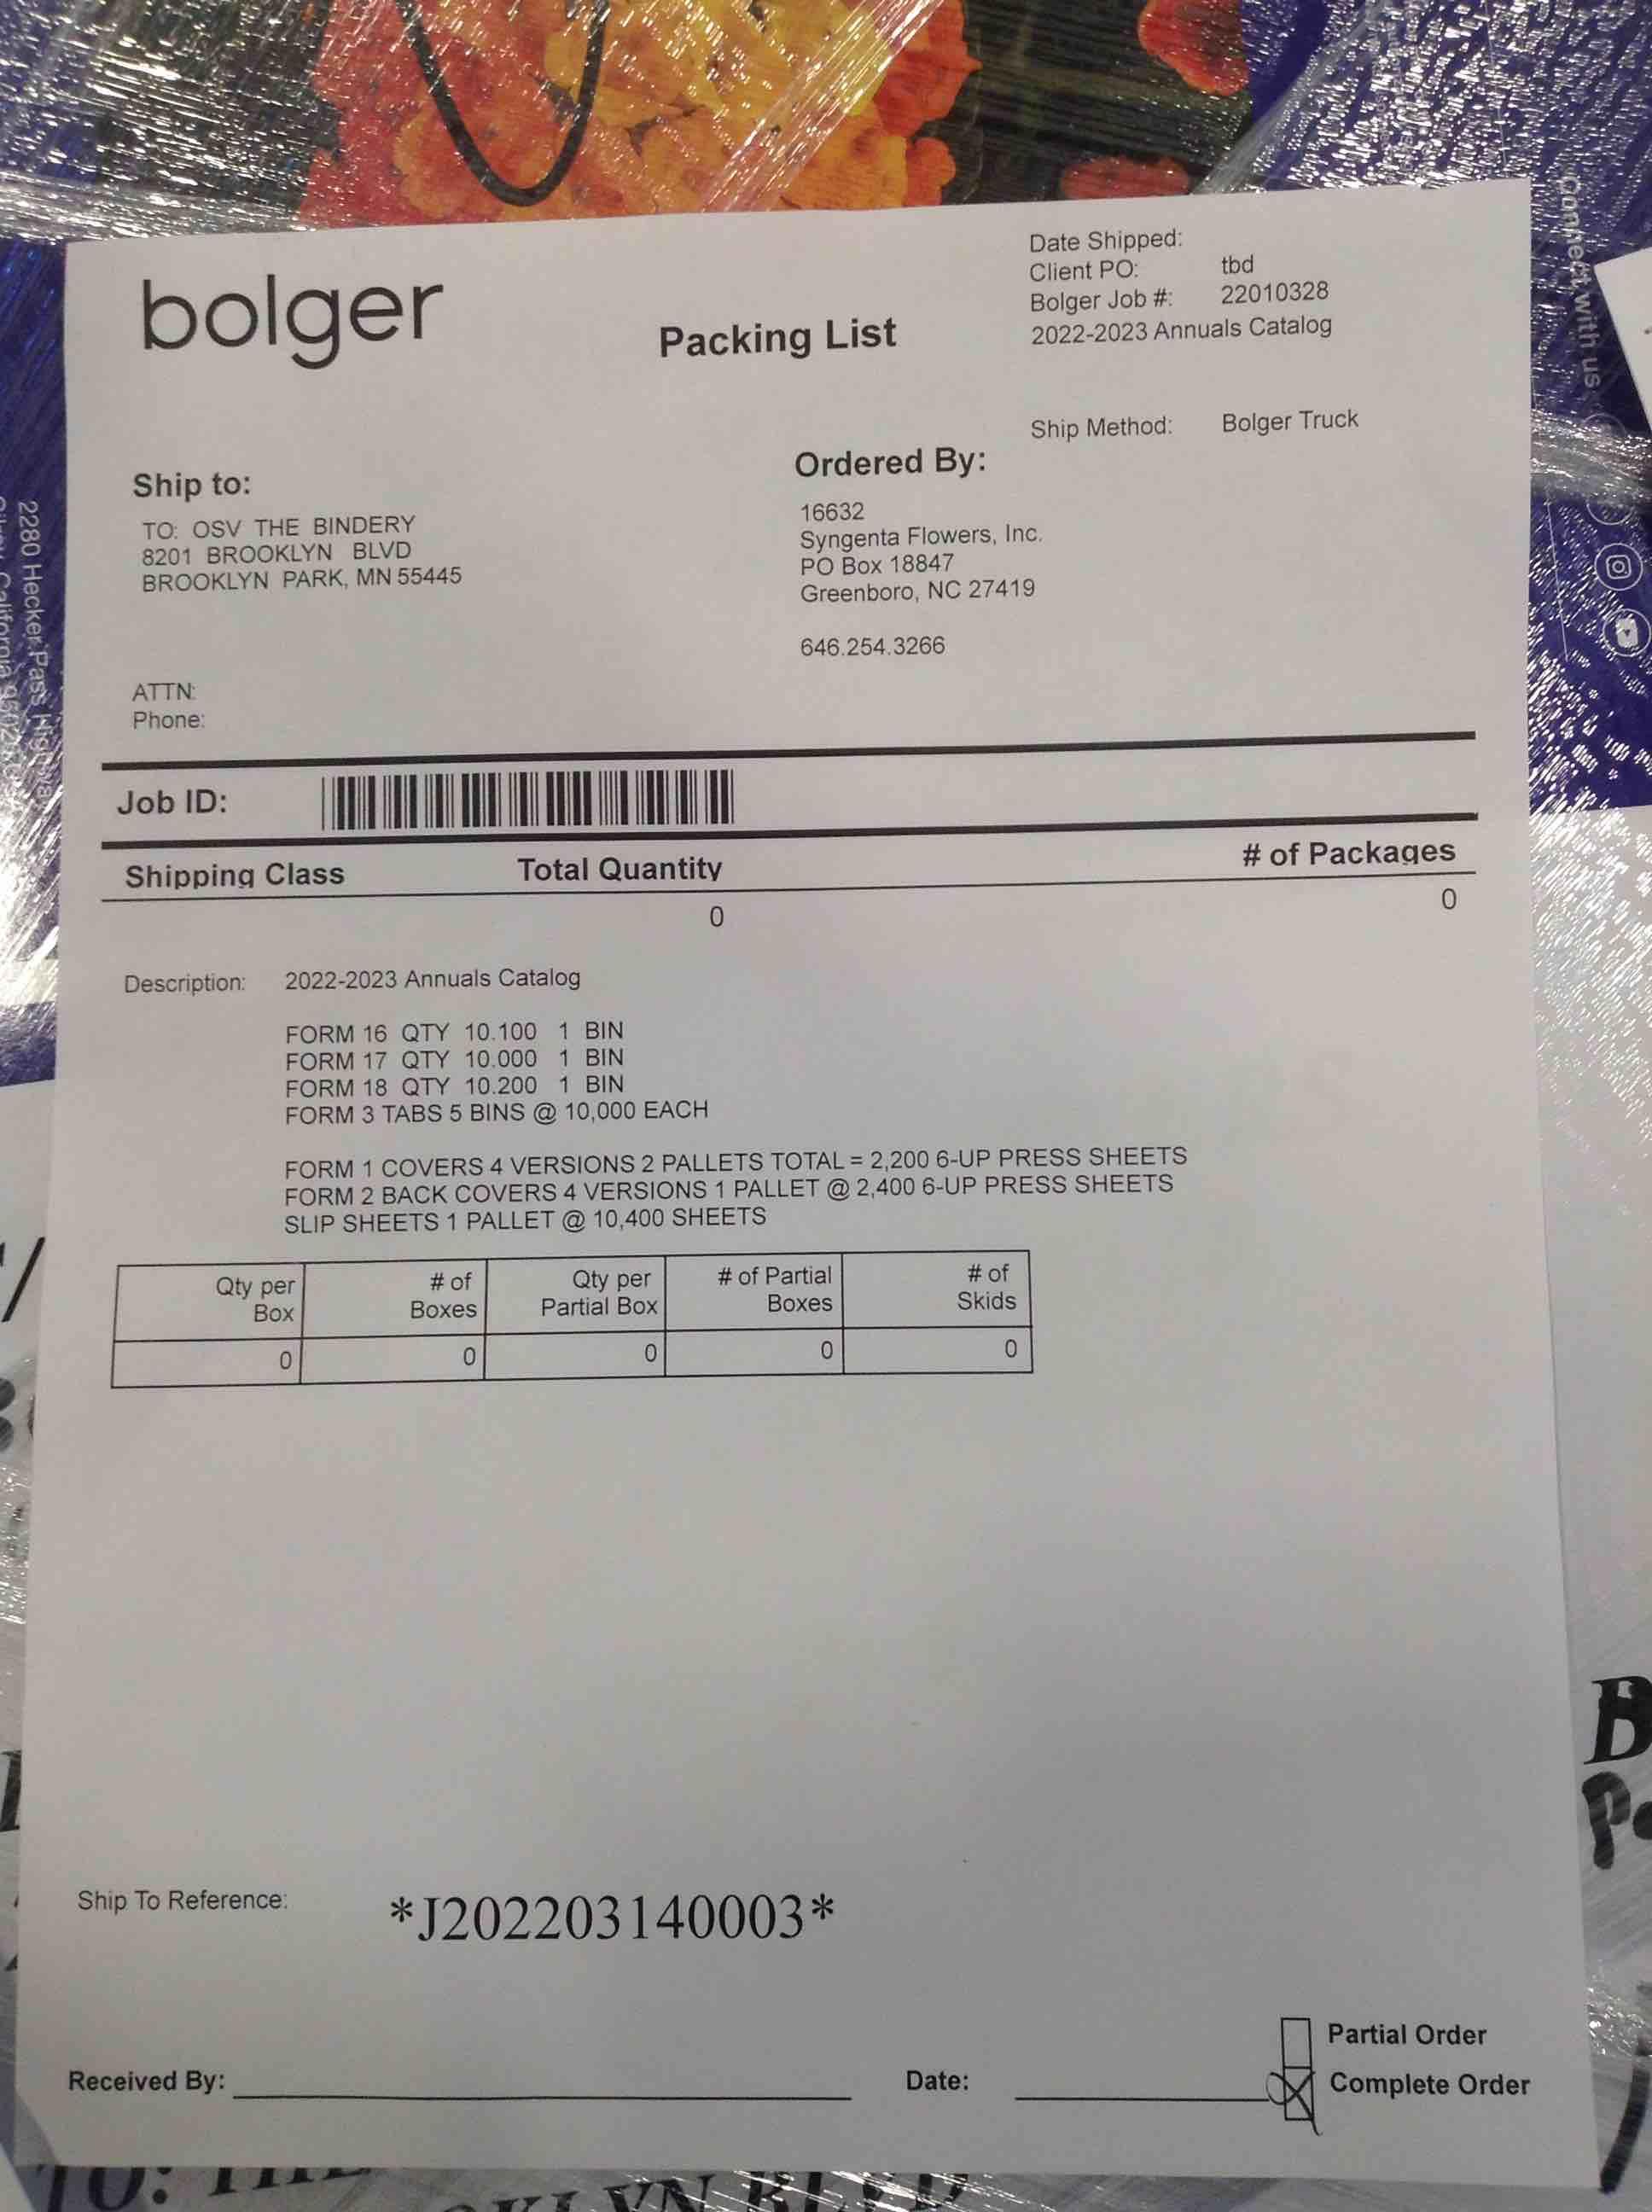 bolger
Packing List
Date Shipped:
Client PO: tbd
Bolger Job #: 22010328
2022-2023 Annuals Catalog
Ship Method: Bolger Truck
Ship to:
TO: OSV THE BINDERY
8201 BROOKLYN BLVD
BROOKLYN PARK, MN 55445
Ordered By:
16632
Syngenta Flowers, Inc.
PO Box 18847
Greenboro, NC 27419
646.254.3266
ATTN:
Phone:
Job ID:
Shipping Class Total Quantity # of Packages
0 0
Description: 2022-2023 Annuals Catalog
FORM 16 QTY 10.100 1 BIN
FORM 17 QTY 10.000 1 BIN
FORM 18 QTY 10.200 1 BIN
FORM 3 TABS 5 BINS @ 10,000 EACH
FORM 1 COVERS 4 VERSIONS 2 PALLETS TOTAL = 2,200 6-UP PRESS SHEETS
FORM 2 BACK COVERS 4 VERSIONS 1 PALLET @ 2,400 6-UP PRESS SHEETS
SLIP SHEETS 1 PALLET @ 10,400 SHEETS
Qty per Box # of Boxes Qty per Partial Box # of Partial Boxes # of Skids
0 0 0 0 0
Ship To Reference: *J202203140003*
Partial Order
Complete Order
Received By: Date:
connect with us
2280 Hecker Pass
BLVD